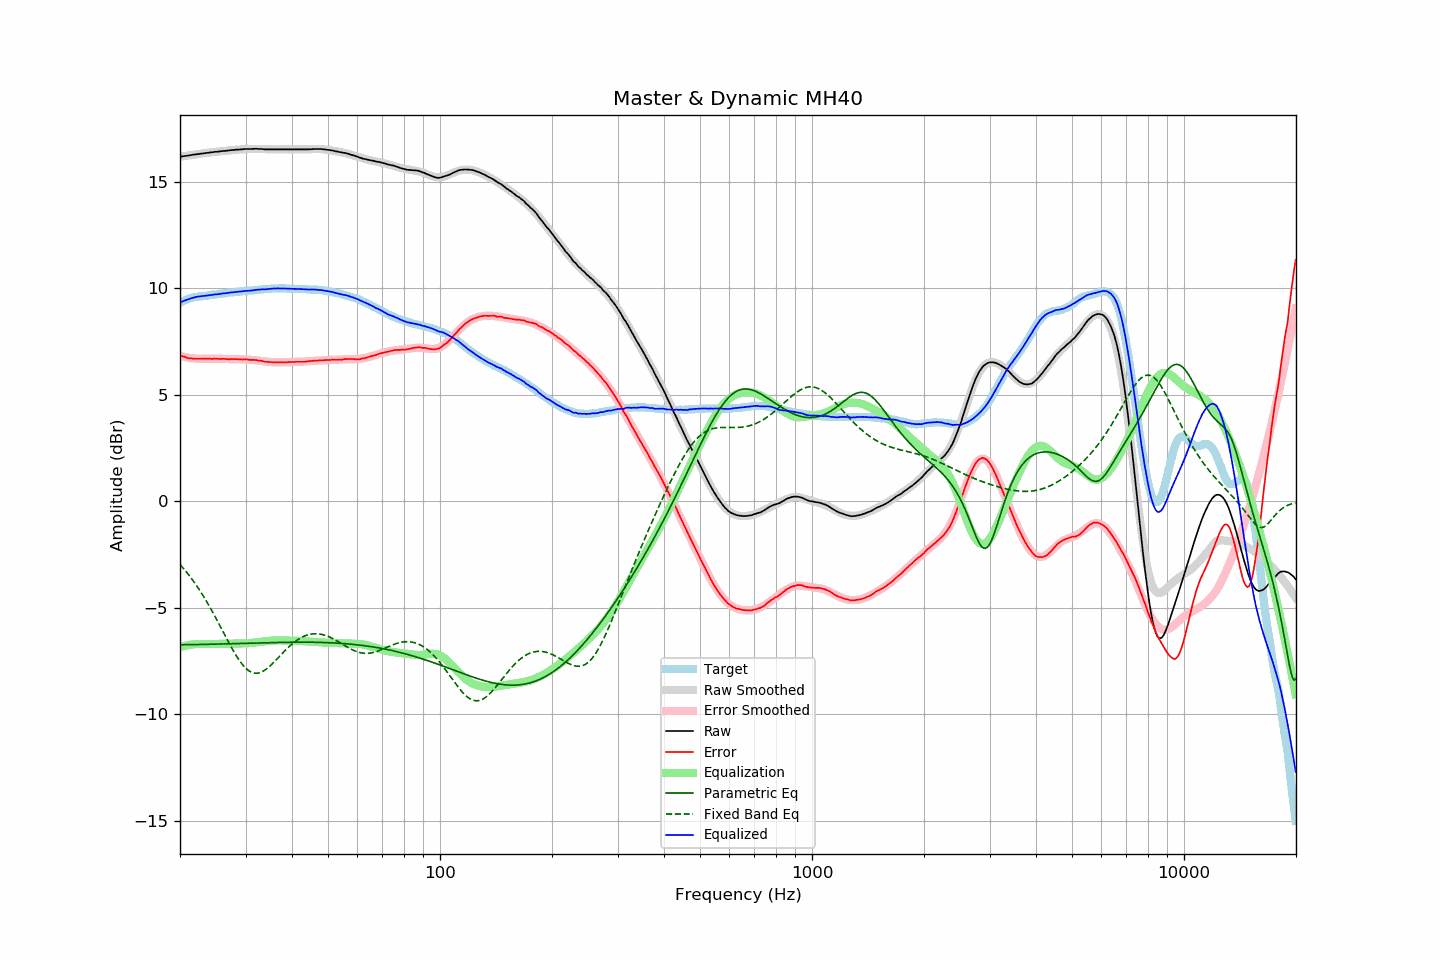 Master & Dynamic MH40
Amplitude (dBr)
15
10
5
0
−5
−10
−15
Target
Raw Smoothed
Error Smoothed
Raw
Error
Equalization
Parametric Eq
Fixed Band Eq
Equalized
100
1000
10000
Frequency (Hz)